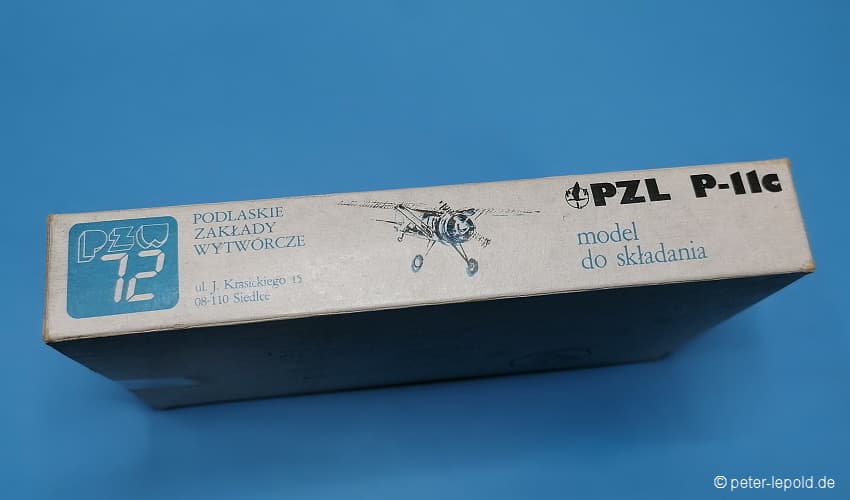 PZW
72
PODLASKIE
ZAKŁADY
WYTWÓRCZE
ul. J. Krasickiego 15
08-110 Siedlce
PZL P-11c
model
do składania
© peter-lepold.de